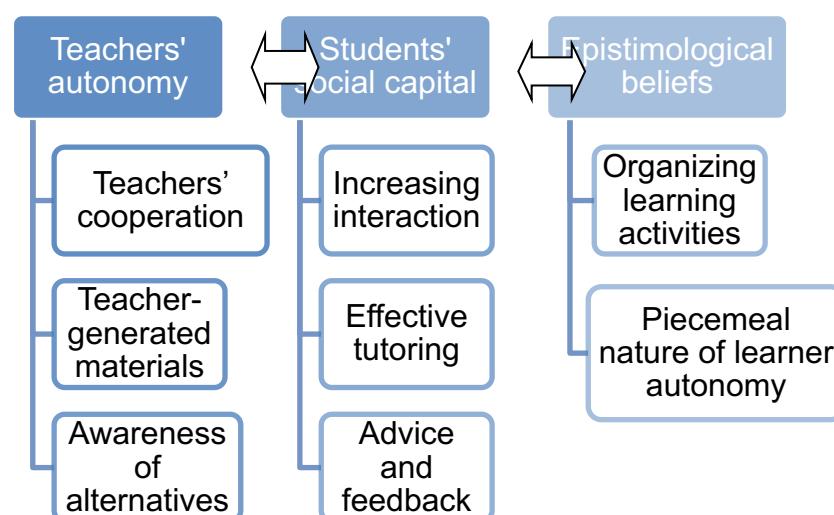 Teachers'
autonomy
Students'
social capital
Epistimological
beliefs
Teachers’
cooperation
Increasing
interaction
Organizing
learning
activities
Teacher-
generated
materials
Effective
tutoring
Piecemeal
nature of learner
autonomy
Awareness
of
alternatives
Advice
and
feedback